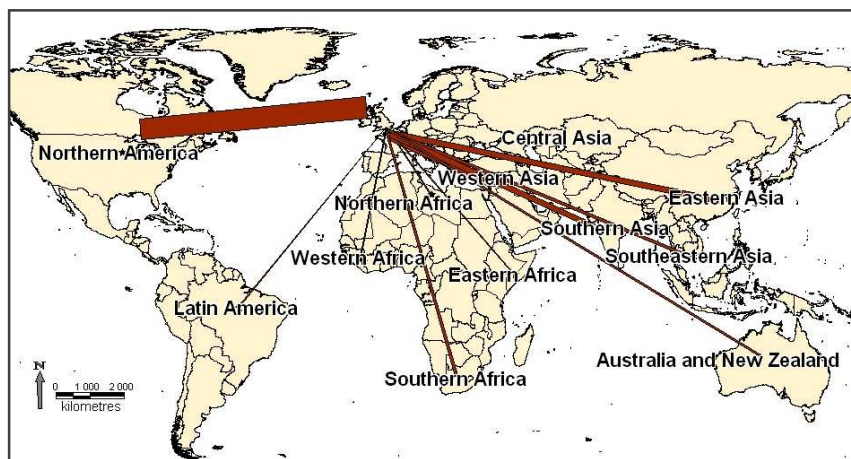 Central Asia
Northern America
Western Asia
Eastern Asia
Northern Africa
Southern Asia
Western Africa
Southeastern Asia
Eastern Africa
Latin America
Australia and New Zealand
N
Southern Africa
0 1 000 2 000
kilometres